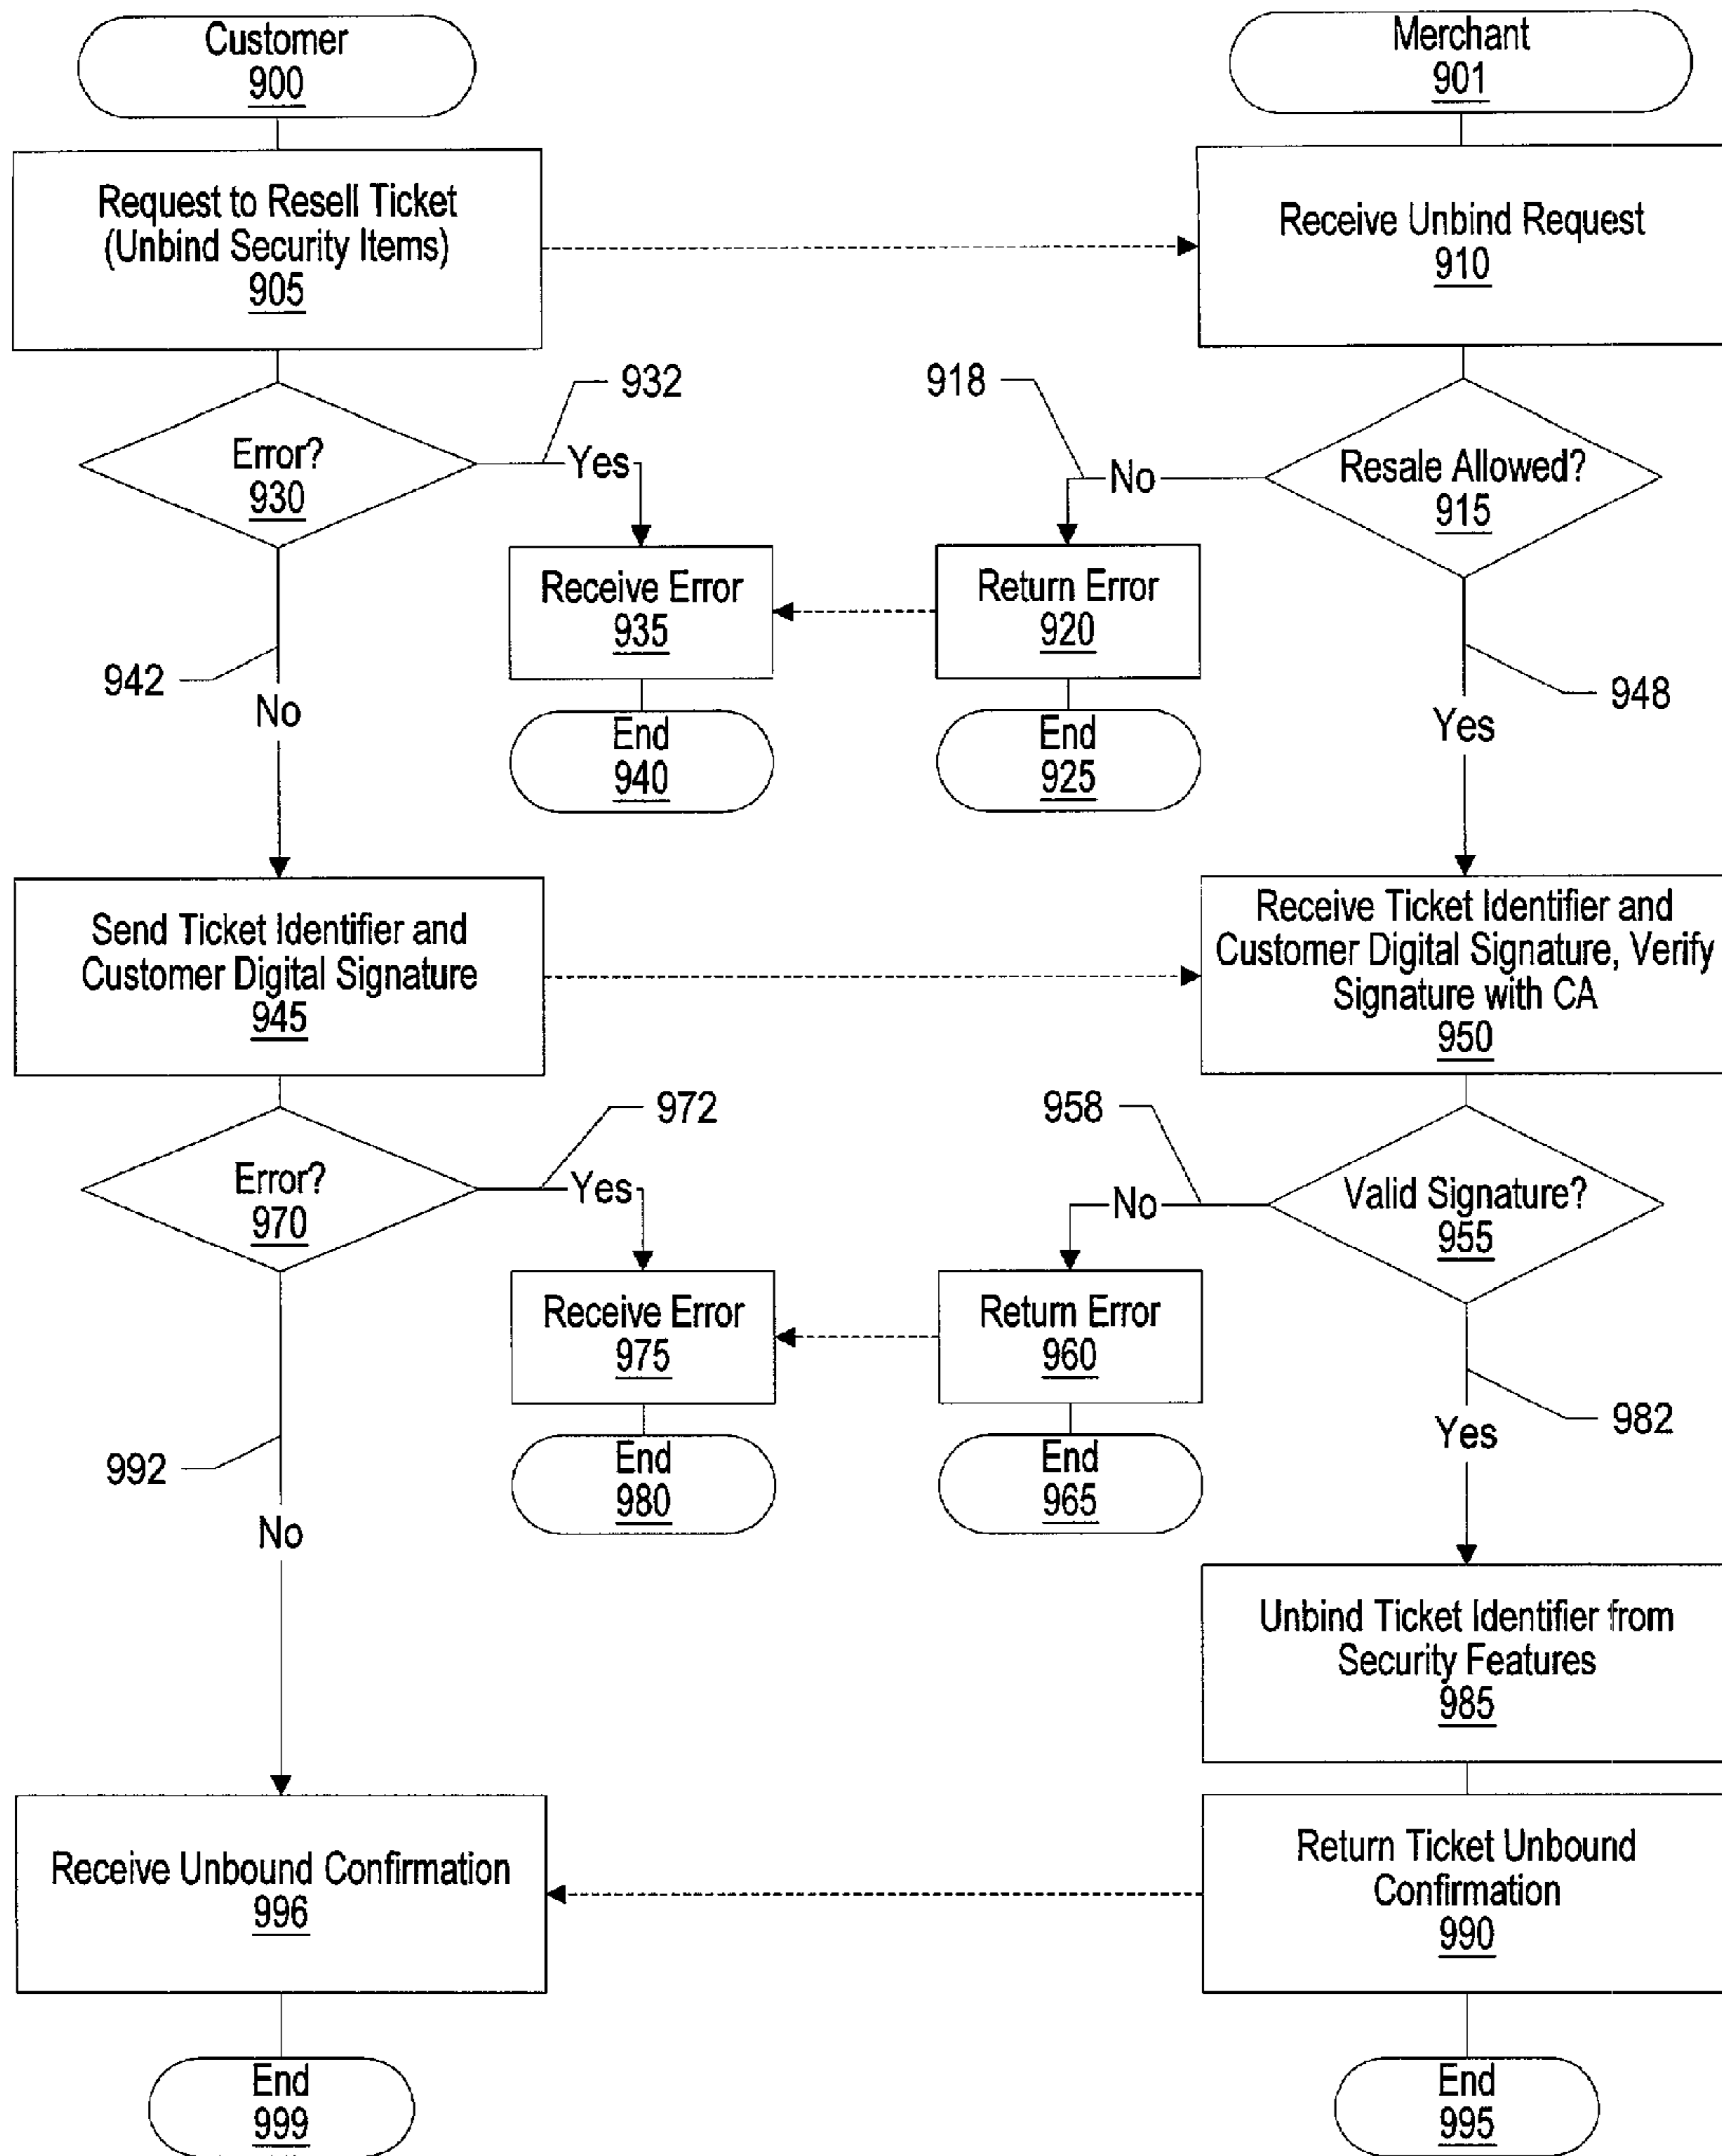 Customer
900
Merchant
901
Request to Resell Ticket
(Unbind Security Items)
905
Receive Unbind Request
910
932
918
Error?
930
Yes
No
Resale Allowed?
915
Receive Error
935
Return Error
920
942
No
948
Yes
End
940
End
925
Send Ticket Identifier and
Customer Digital Signature
945
Receive Ticket Identifier and
Customer Digital Signature, Verify
Signature with CA
950
972
958
Error?
970
Yes
No
Valid Signature?
955
Receive Error
975
Return Error
960
992
No
982
Yes
End
980
End
965
Unbind Ticket Identifier from
Security Features
985
Receive Unbound Confirmation
996
Return Ticket Unbound
Confirmation
990
End
999
End
995